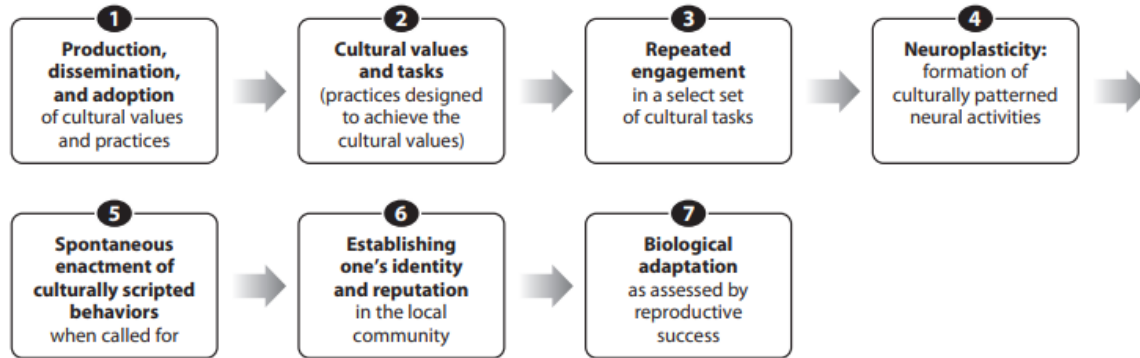 1
Production,
dissemination,
and adoption
of cultural values
and practices
2
Cultural values
and tasks
(practices designed
to achieve the
cultural values)
3
Repeated
engagement
in a select set
of cultural tasks
4
Neuroplasticity:
formation of
culturally patterned
neural activities
5
Spontaneous
enactment of
culturally scripted
behaviors
when called for
6
Establishing
one's identity
and reputation
in the local
community
7
Biological
adaptation
as assessed by
reproductive
success